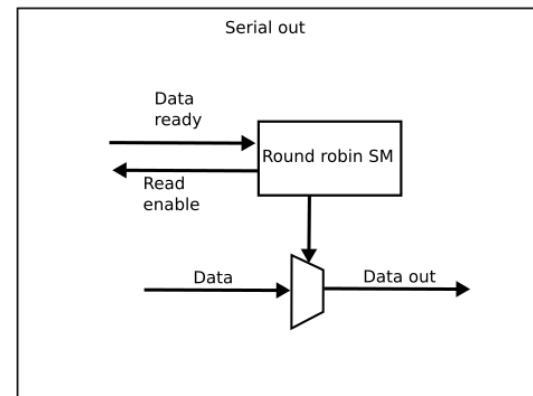 Serial out
Data
ready
Round robin SM
Read
enable
Data
Data out